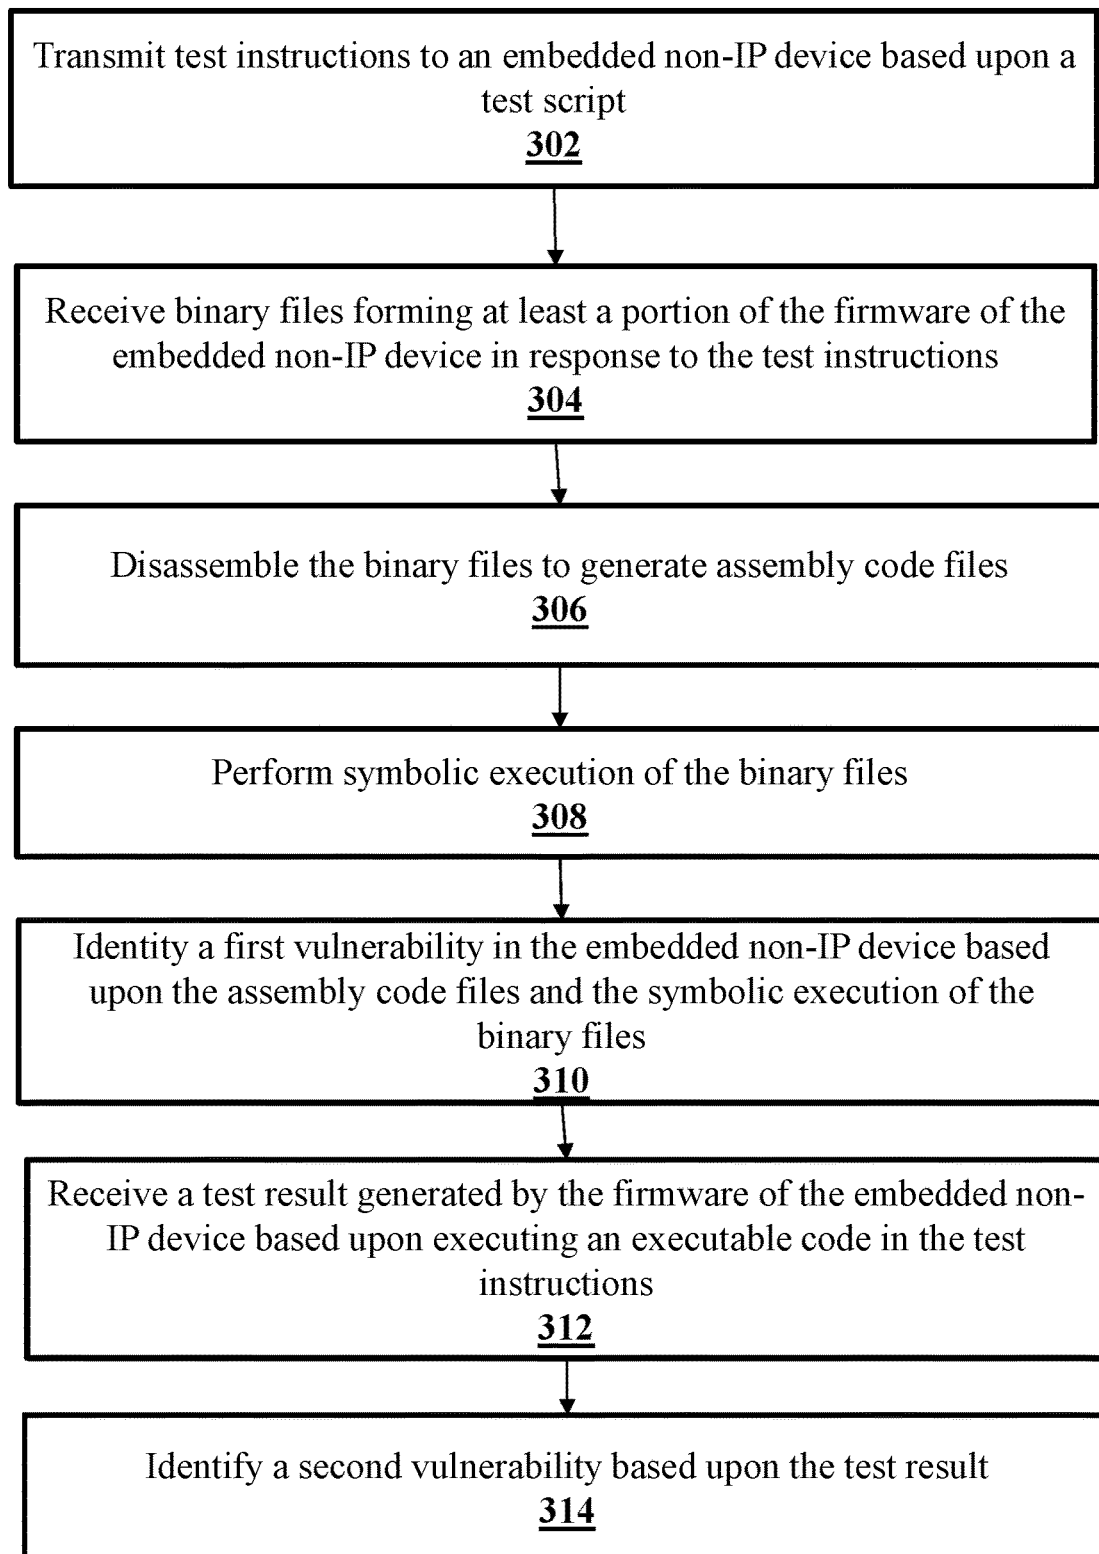 Transmit test instructions to an embedded non-IP device based upon a
test script
302
Receive binary files forming at least a portion of the firmware of the
embedded non-IP device in response to the test instructions
304
Disassemble the binary files to generate assembly code files
306
Perform symbolic execution of the binary files
308
Identity a first vulnerability in the embedded non-IP device based
upon the assembly code files and the symbolic execution of the
binary files
310
Receive a test result generated by the firmware of the embedded non-
IP device based upon executing an executable code in the test
instructions
312
Identify a second vulnerability based upon the test result
314